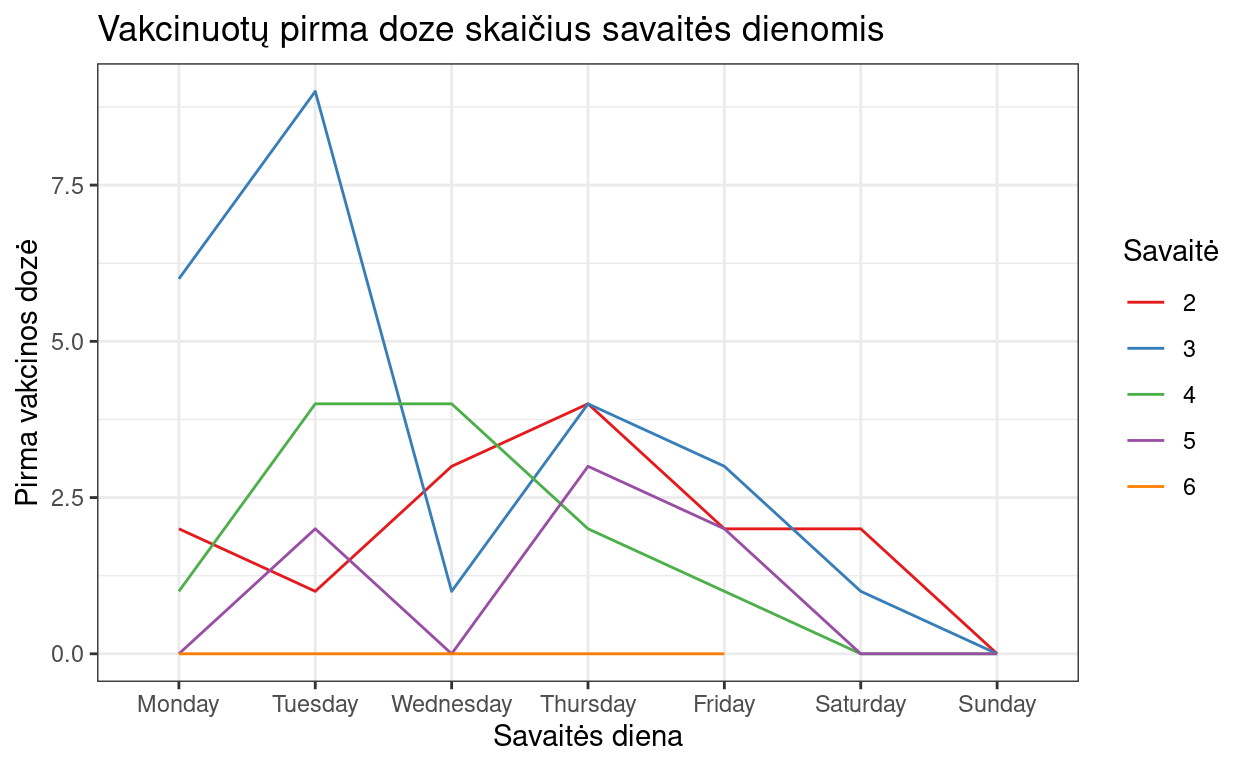 Vakcinuotų pirma doze skaičius savaitės dienomis
Pirma vakcinos dozė
7.5
5.0
2.5
0.0
Monday Tuesday Wednesday Thursday Friday Saturday Sunday
Savaitės diena
Savaitė
2
3
4
5
6